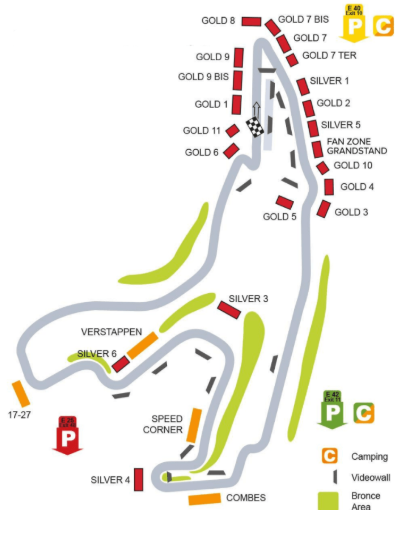 GOLD 8
GOLD 7 BIS
E 40
Exit 10
P C
GOLD 7
GOLD 9
GOLD 7 TER
GOLD 9 BIS
SILVER 1
GOLD 1
GOLD 2
GOLD 11
SILVER 5
GOLD 6
FAN ZONE
GRANDSTAND
GOLD 10
GOLD 4
GOLD 5
GOLD 3
SILVER 3
VERSTAPPEN
SILVER 6
17-27
P
SPEED
CORNER
E 42
Exit 11
P C
C Camping
Videowall
Bronce
Area
SILVER 4
COMBES